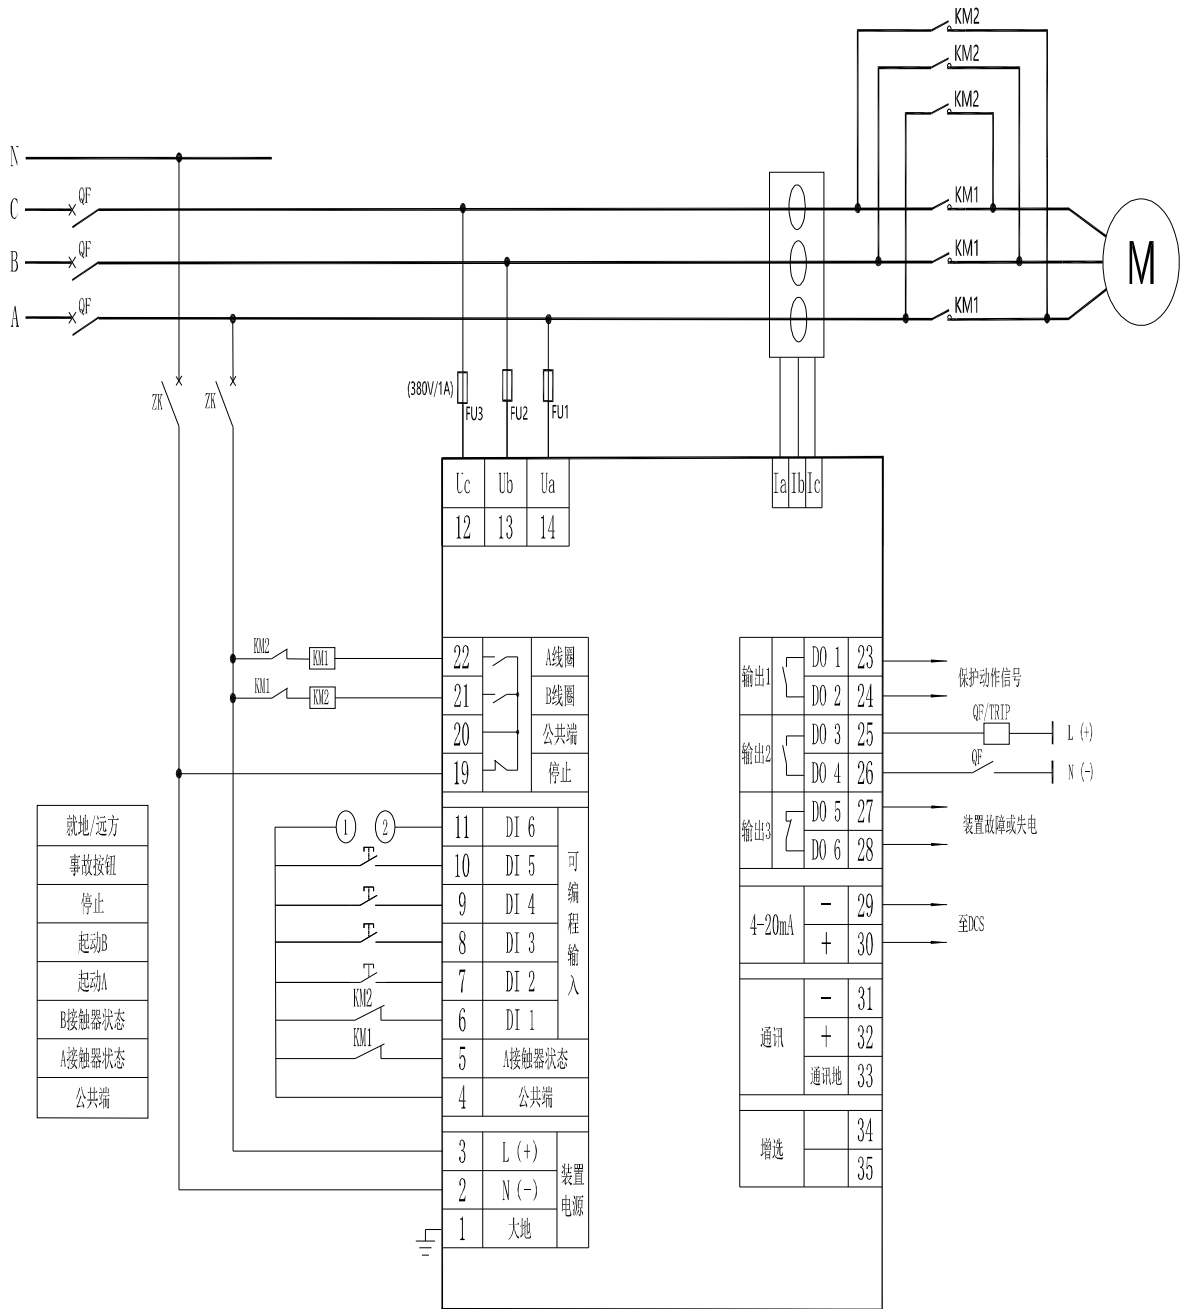 KM2
KM2
KM2
N
C QF KM1
B QF KM1
A QF KM1
M
ZK ZK
(380V/1A) FU3 FU2 FU1
Uc Ub Ua
12 13 14
Ia Ib Ic
KM2 KM1 22 A线圈
KM1 KM2 21 B线圈
20 公共端
19 停止
就地/远方
事故按钮
停止
起动B
起动A
B接触器状态
A接触器状态
公共端
1 2 11 DI 6
10 DI 5
9 DI 4
8 DI 3
7 DI 2
KM2 6 DI 1
可编程输入
KM1 5 A接触器状态
4 公共端
3 L(+)
2 N(-)
1 大地
装置电源
输出1 DO 1 23
DO 2 24
保护动作信号
输出2 DO 3 25 QF/TRIP L(+)
DO 4 26 QF N(-)
输出3 DO 5 27
DO 6 28
装置故障或失电
4-20mA - 29
+ 30
至DCS
通讯 - 31
+ 32
通讯地 33
增选 34
35